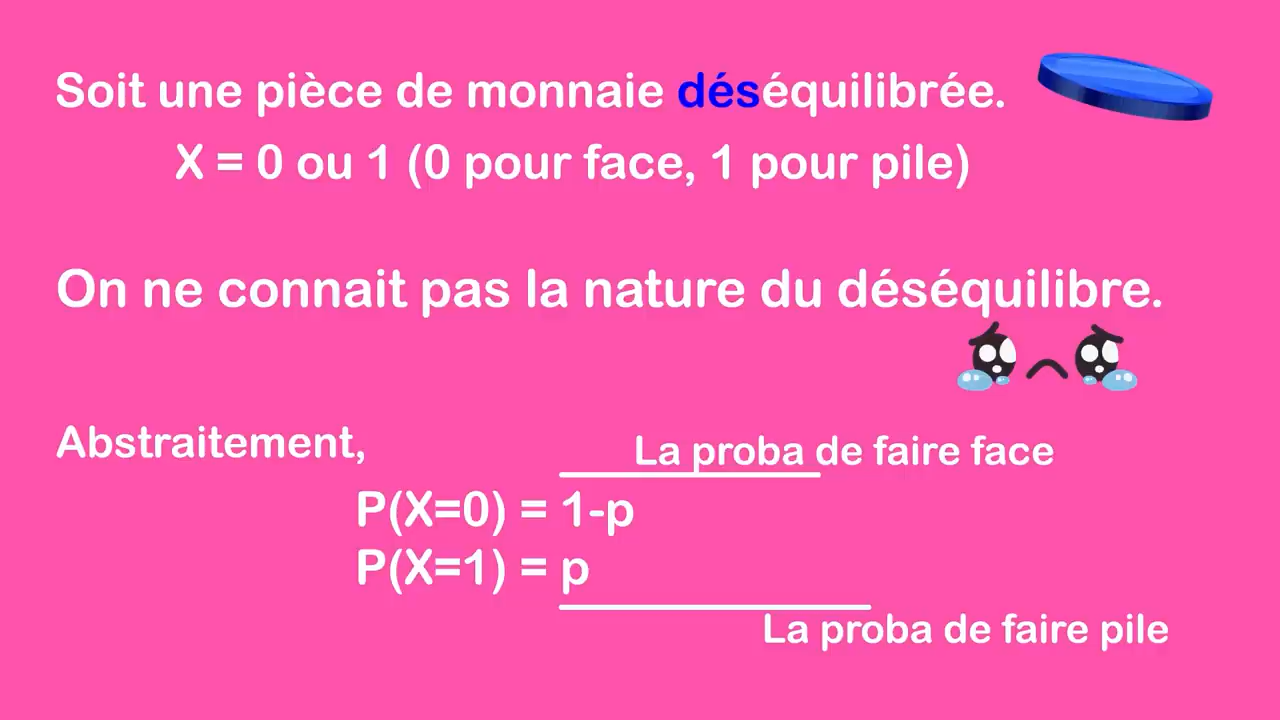 Soit une pièce de monnaie déséquilibrée.
X = 0 ou 1 (0 pour face, 1 pour pile)
On ne connait pas la nature du déséquilibre.
Abstraitement,
La proba de faire face
P(X=0) = 1-p
P(X=1) = p
La proba de faire pile